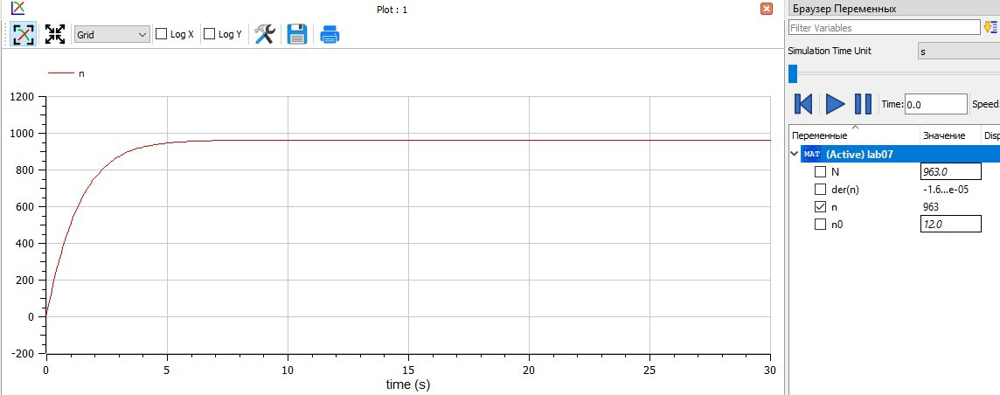 Plot : 1
Grid
Log X
Log Y
n
1200
1000
800
600
400
200
0
-200
0 5 10 15 20 25 30
time (s)
Браузер Переменных
Filter Variables
Simulation Time Unit s
Time: 0.0 Speed:
Переменные Значение Disp
MAT (Active) lab07
N 963.0
der(n) -1.6...e-05
n 963
n0 12.0